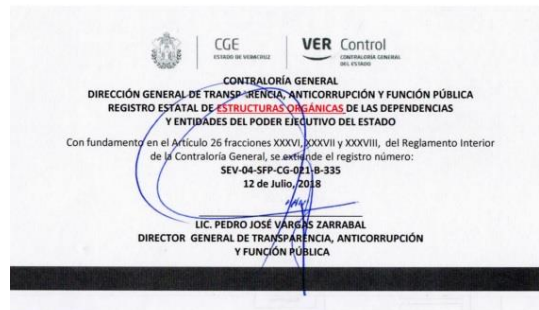 CGE
ESTADO DE VERACRUZ
VER Control
CONTRALORÍA GENERAL
DEL ESTADO
CONTRALORÍA GENERAL
DIRECCIÓN GENERAL DE TRANSPARENCIA, ANTICORRUPCIÓN Y FUNCIÓN PÚBLICA
REGISTRO ESTATAL DE ESTRUCTURAS ORGÁNICAS DE LAS DEPENDENCIAS
Y ENTIDADES DEL PODER EJECUTIVO DEL ESTADO
Con fundamento en el Artículo 26 fracciones XXXVI, XXXVII y XXXVIII, del Reglamento Interior
de la Contraloría General, se extiende el registro número:
SEV-04-SFP-CG-021-B-335
12 de Julio, 2018
LIC. PEDRO JOSÉ VARGAS ZARRABAL
DIRECTOR GENERAL DE TRANSPARENCIA, ANTICORRUPCIÓN
Y FUNCIÓN PÚBLICA